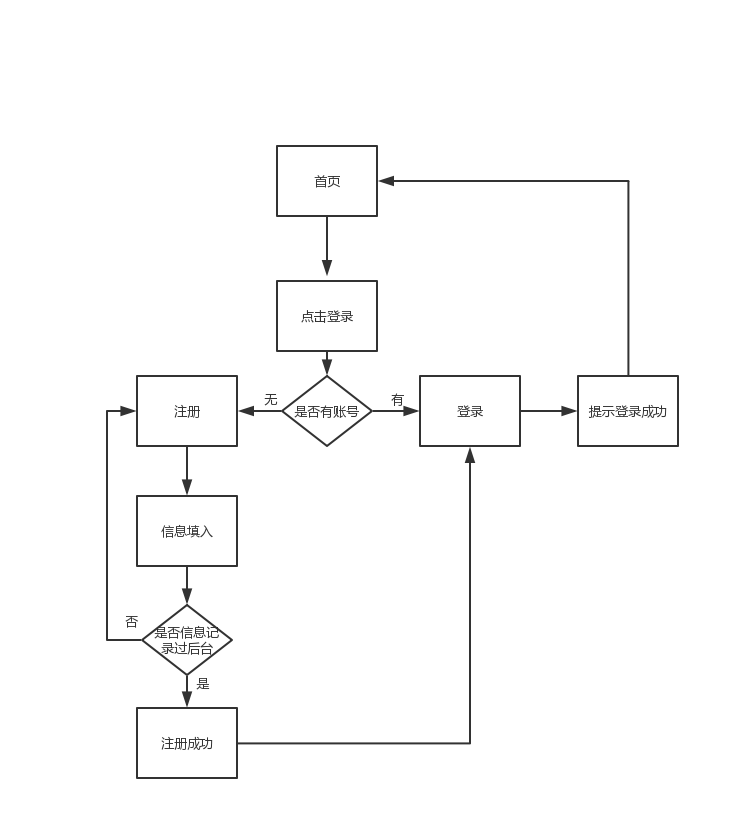 首页
点击登录
无
有
注册
是否有账号
登录
提示登录成功
信息填入
否
是否信息记
录过后台
是
注册成功